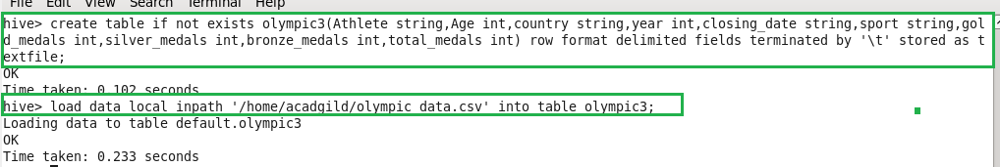 File Edit View Search Terminal Help
hive> create table if not exists olympic3(Athlete string,Age int,country string,year int,closing_date string,sport string,gol
d_medals int,silver_medals int,bronze_medals int,total_medals int) row format delimited fields terminated by '\t' stored as t
extfile;
OK
Time taken: 0.102 seconds
hive> load data local inpath '/home/acadgild/olympic data.csv' into table olympic3;
Loading data to table default.olympic3
OK
Time taken: 0.233 seconds